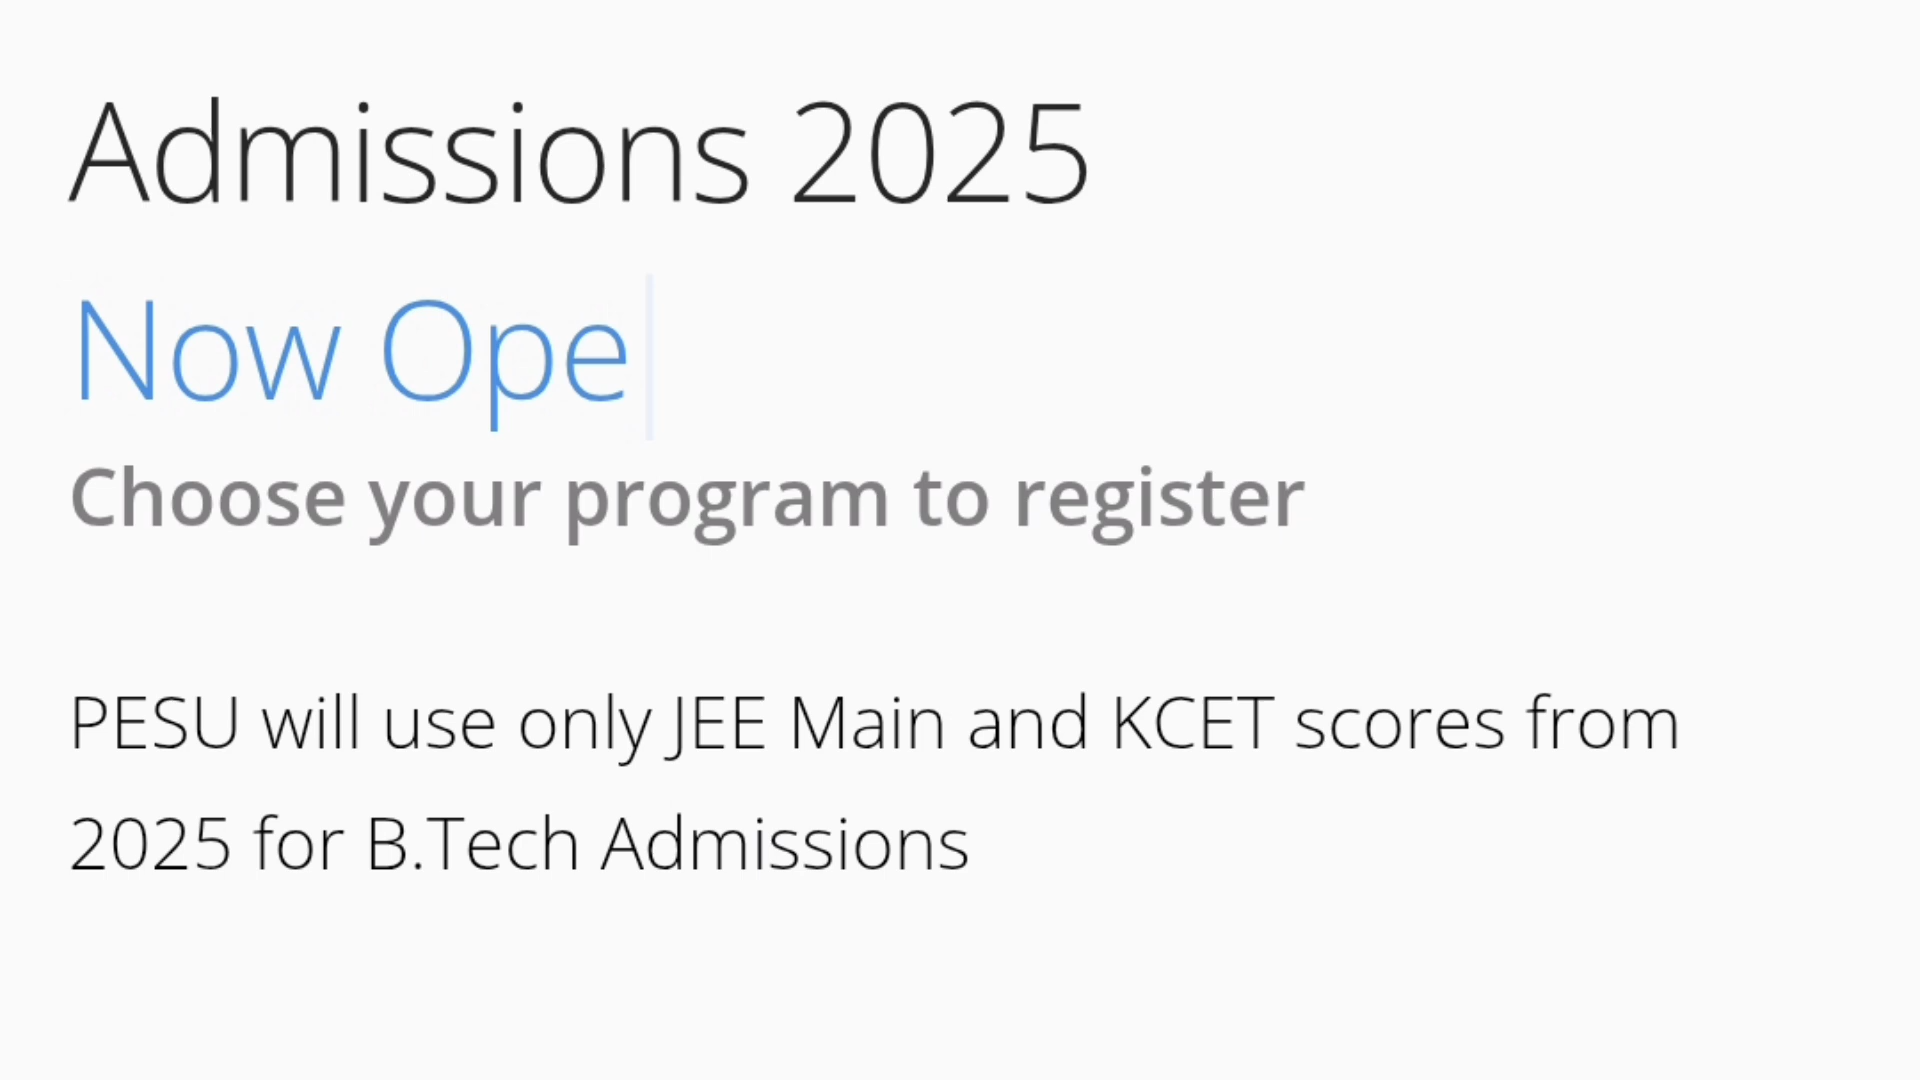 Admissions 2025
Now Ope
Choose your program to register
PESU will use only JEE Main and KCET scores from
2025 for B.Tech Admissions